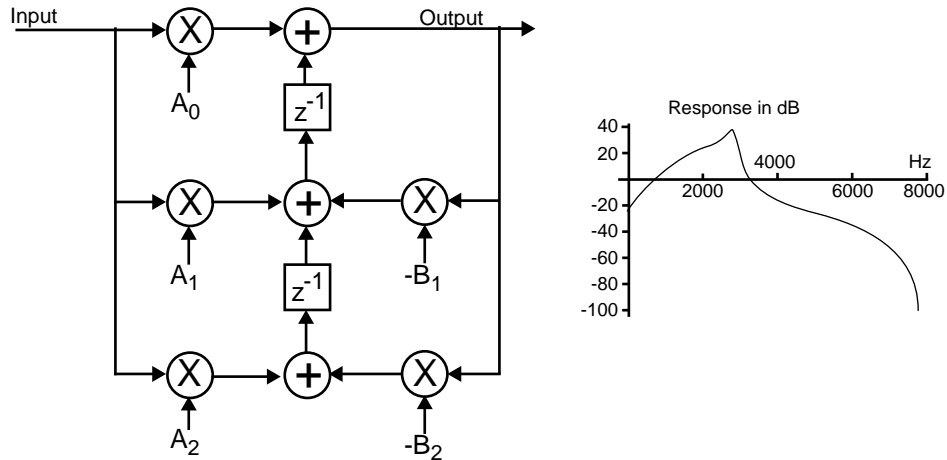 Input
Output
X
+
A₀
z⁻¹
X
+
X
A₁
-B₁
z⁻¹
X
+
X
A₂
-B₂
Response in dB
40
20
4000
Hz
2000
6000
8000
-20
-40
-60
-80
-100